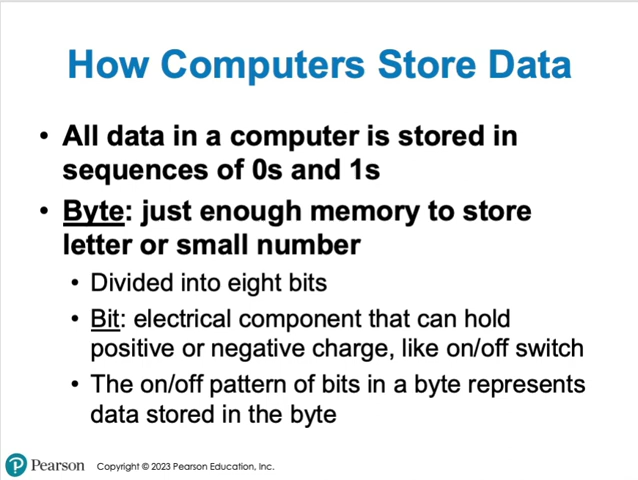 How Computers Store Data
• All data in a computer is stored in
sequences of 0s and 1s
• Byte: just enough memory to store
letter or small number
• Divided into eight bits
• Bit: electrical component that can hold
positive or negative charge, like on/off switch
• The on/off pattern of bits in a byte represents
data stored in the byte
P Pearson Copyright © 2023 Pearson Education, Inc.